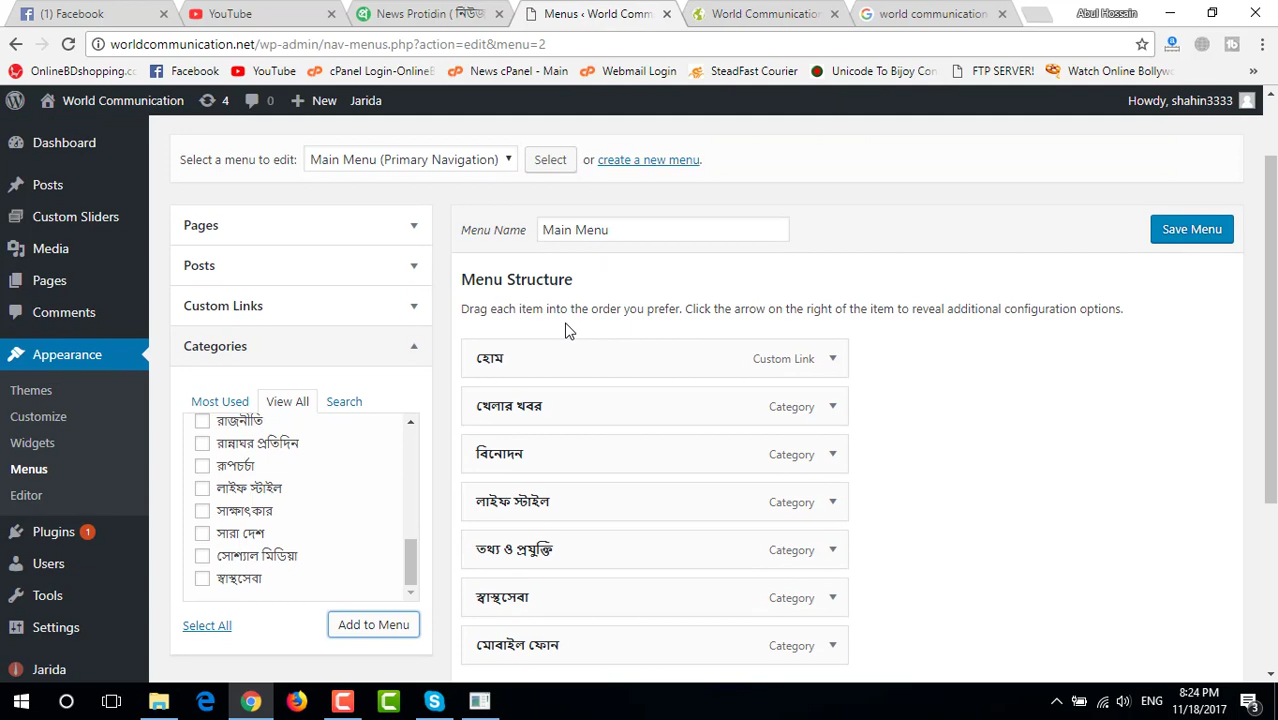 (1) Facebook
YouTube
News Protidin ( নিউজ
Menus ‹ World Comm
World Communication
world communication
Abul Hossain
worldcommunication.net/wp-admin/nav-menus.php?action=edit&menu=2
OnlineBDshopping.cc
Facebook
YouTube
cPanel Login-OnlineB
News cPanel - Main
Webmail Login
SteadFast Courier
Unicode To Bijoy Con
FTP SERVER!
Watch Online Bollyw
»
World Communication
4
0
New
Jarida
Howdy, shahin3333
Dashboard
Posts
Custom Sliders
Media
Pages
Comments
Appearance
Themes
Customize
Widgets
Menus
Editor
Plugins 1
Users
Tools
Settings
Jarida
Select a menu to edit: Main Menu (Primary Navigation) Select or create a new menu.
Pages
Posts
Custom Links
Categories
Most Used View All Search
রাজনীতি
রান্নাঘর প্রতিদিন
রূপচর্চা
লাইফ স্টাইল
সাক্ষাৎকার
সারা দেশ
সোশ্যাল মিডিয়া
স্বাস্থসেবা
Select All
Add to Menu
Menu Name Main Menu
Save Menu
Menu Structure
Drag each item into the order you prefer. Click the arrow on the right of the item to reveal additional configuration options.
হোম Custom Link
খেলার খবর Category
বিনোদন Category
লাইফ স্টাইল Category
তথ্য ও প্রযুক্তি Category
স্বাস্থসেবা Category
মোবাইল ফোন Category
ENG
8:24 PM
11/18/2017
3